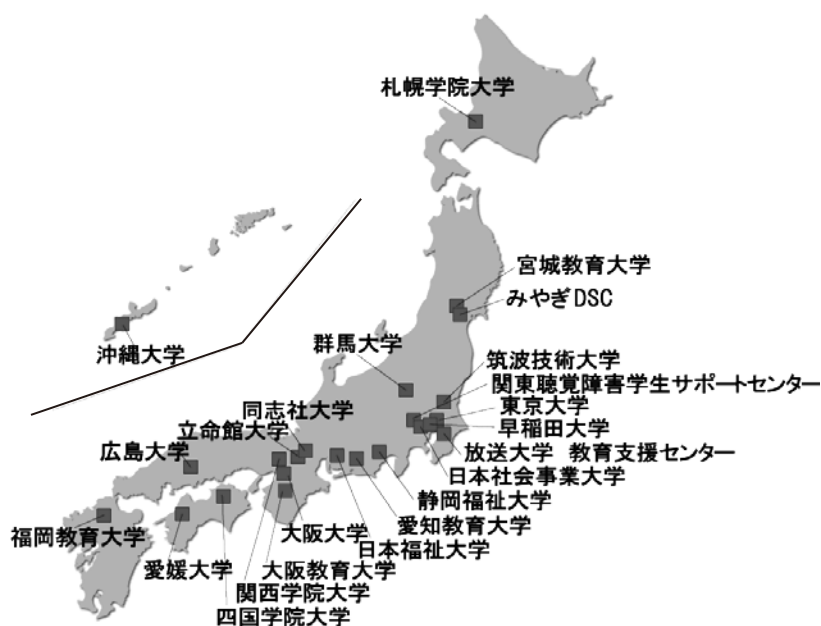 札幌学院大学
宮城教育大学
みやぎDSC
沖縄大学
群馬大学
筑波技術大学
関東聴覚障害学生サポートセンター
東京大学
早稲田大学
放送大学 教育支援センター
日本社会事業大学
静岡福祉大学
愛知教育大学
日本福祉大学
同志社大学
立命館大学
広島大学
福岡教育大学
大阪大学
愛媛大学
大阪教育大学
関西学院大学
四国学院大学